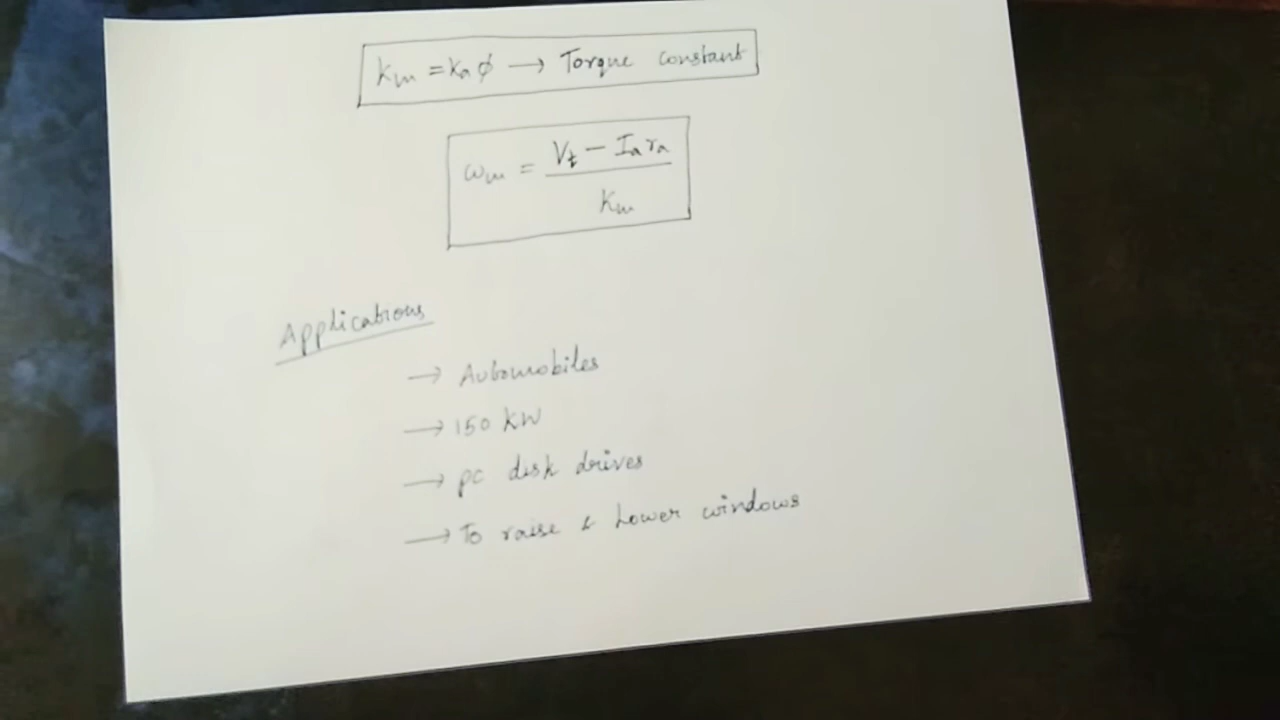 Km = Ka φ → Torque constant
ωm = (Vt − Ia ra) / Km
Applications
→ Automobiles
→ 150 KW
→ pc disk drives
→ To raise & Lower windows